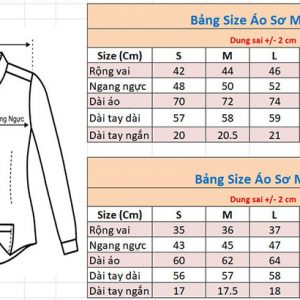 Bảng Size Áo Sơ M
Dung sai +/- 2 cm
Size (Cm) S M L
Rộng vai 42 44 46
Ngang ngực 48 50 52
Dài áo 70 72 74
Dài tay dài 57 58 59
Dài tay ngắn 20 20.5 21
ang Ngực
Bảng Size Áo Sơ M
Dung sai +/- 2 cm
Size (Cm) S M L
Rộng vai 35 36 37
Ngang ngực 43 45 47
Dài áo 60 62 64
Dài tay dài 56 57 58
Dài tay ngắn 17 17.5 18